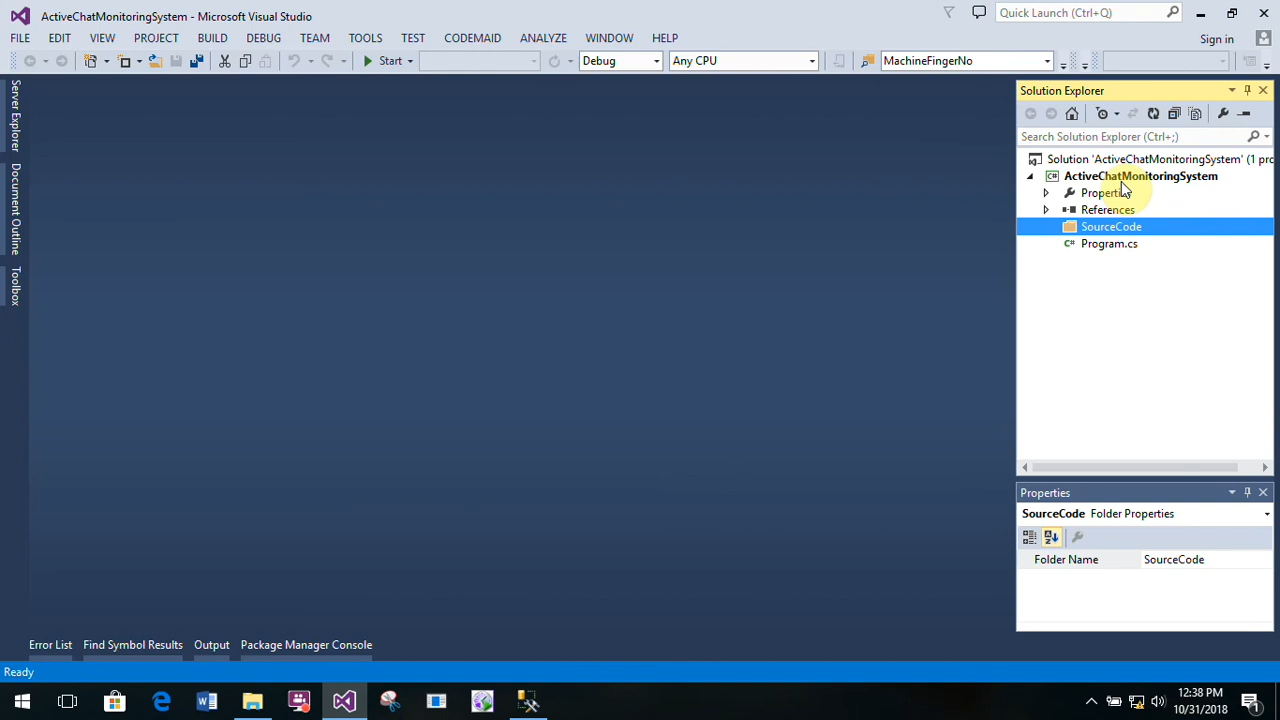 ActiveChatMonitoringSystem - Microsoft Visual Studio
Quick Launch (Ctrl+Q)
FILE EDIT VIEW PROJECT BUILD DEBUG TEAM TOOLS TEST CODEMAID ANALYZE WINDOW HELP
Sign in
Start
Debug
Any CPU
MachineFingerNo
Server Explorer
Document Outline
Toolbox
Solution Explorer
Search Solution Explorer (Ctrl+;)
Solution 'ActiveChatMonitoringSystem' (1 pro
C# ActiveChatMonitoringSystem
Properties
References
SourceCode
C# Program.cs
Properties
SourceCode Folder Properties
Folder Name SourceCode
Error List Find Symbol Results Output Package Manager Console
Ready
12:38 PM
10/31/2018
1